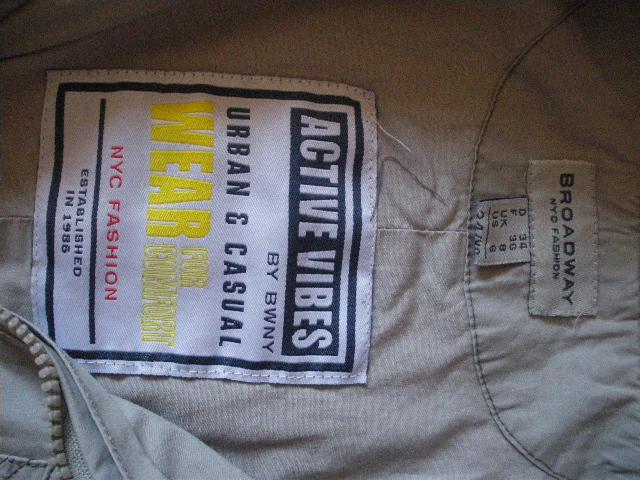 BROADWAY
NYC FASHION
D 34
F 36
UK 8
US 6
ACTIVE VIBES
BY BWNY
URBAN & CASUAL
WEAR FOR COMFORT
NYC FASHION
ESTABLISHED
IN 1986